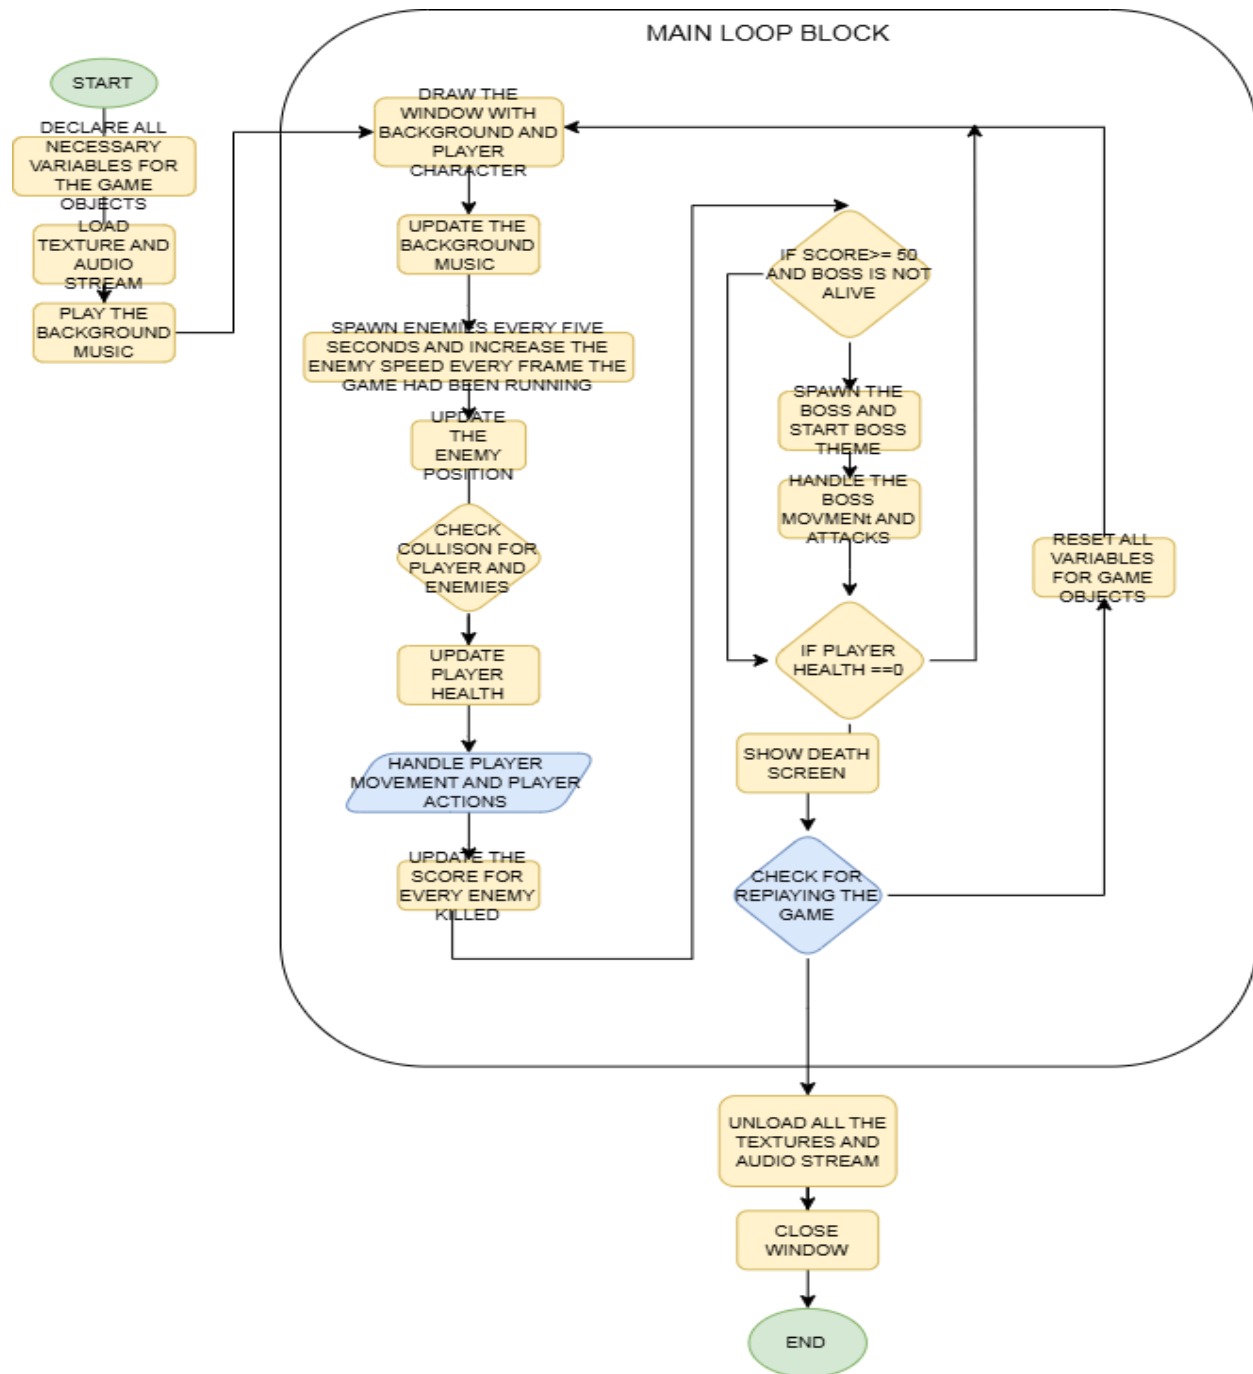 MAIN LOOP BLOCK
START
DECLARE ALL
NECESSARY
VARIABLES FOR
THE GAME
OBJECTS
LOAD
TEXTURE AND
AUDIO
STREAM
PLAY THE
BACKGROUND
MUSIC
DRAW THE
WINDOW WITH
BACKGROUND AND
PLAYER
CHARACTER
UPDATE THE
BACKGROUND
MUSIC
SPAWN ENEMIES EVERY FIVE
SECONDS AND INCREASE THE
ENEMY SPEED EVERY FRAME THE
GAME HAD BEEN RUNNING
UPDATE
THE
ENEMY
POSITION
CHECK
COLLISON FOR
PLAYER AND
ENEMIES
UPDATE
PLAYER
HEALTH
HANDLE PLAYER
MOVEMENT AND PLAYER
ACTIONS
UPDATE THE
SCORE FOR
EVERY ENEMY
KILLED
IF SCORE>= 50
AND BOSS IS NOT
ALIVE
SPAWN THE
BOSS AND
START BOSS
THEME
HANDLE THE
BOSS
MOVMENt AND
ATTACKS
IF PLAYER
HEALTH ==0
SHOW DEATH
SCREEN
CHECK FOR
REPlAYING THE
GAME
RESET ALL
VARIABLES
FOR GAME
OBJECTS
UNLOAD ALL THE
TEXTURES AND
AUDIO STREAM
CLOSE
WINDOW
END